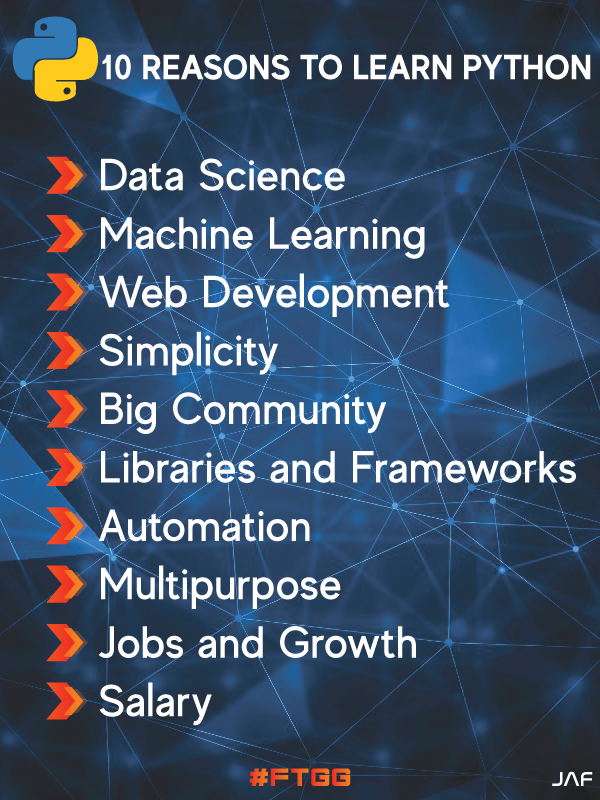 10 REASONS TO LEARN PYTHON
Data Science
Machine Learning
Web Development
Simplicity
Big Community
Libraries and Frameworks
Automation
Multipurpose
Jobs and Growth
Salary
#FTGG
JAF